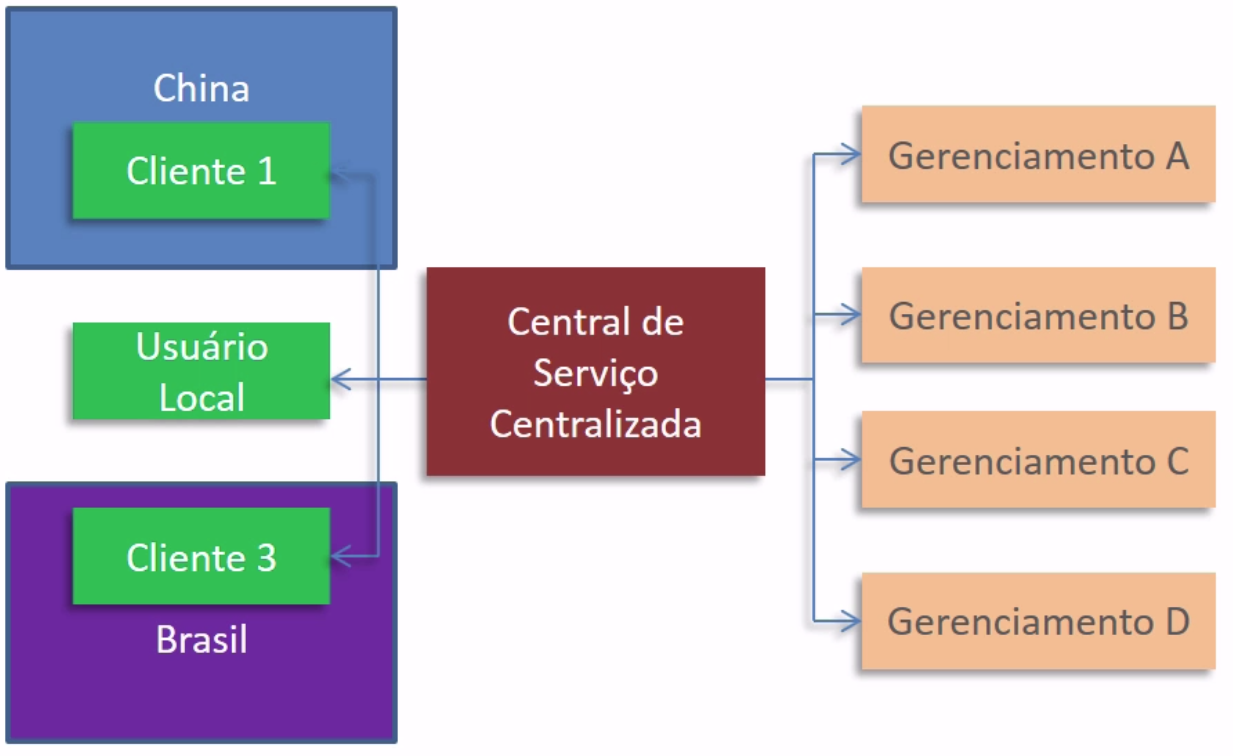 China
Cliente 1
Usuário
Local
Cliente 3
Brasil
Central de
Serviço
Centralizada
Gerenciamento A
Gerenciamento B
Gerenciamento C
Gerenciamento D